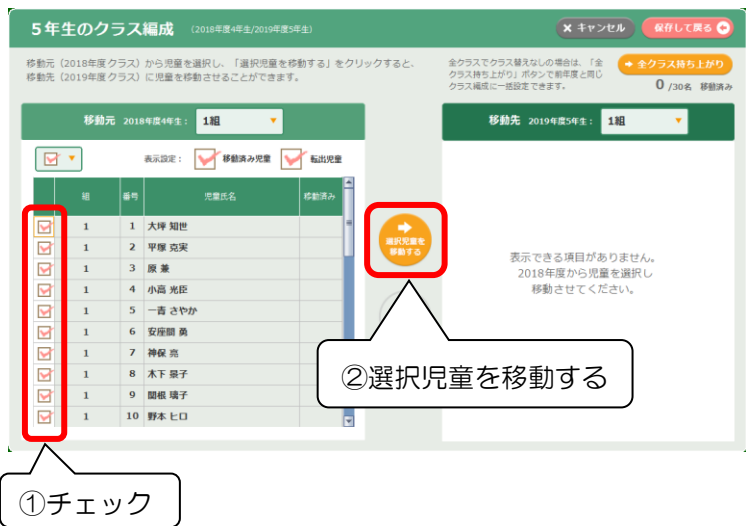 5年生のクラス編成 (2018年度4年生/2019年度5年生)
× キャンセル
保存して戻る
移動元(2018年度クラス)から児童を選択し、「選択児童を移動する」をクリックすると、
移動先(2019年度クラス)に児童を移動させることができます。
全クラスでクラス替えなしの場合は、「全
クラス持ち上がり」ボタンで前年度と同じ
クラス編成に一括設定できます。
全クラス持ち上がり
0 /30名 移動済み
移動元 2018年度4年生: 1組
移動先 2019年度5年生: 1組
表示設定: 移動済み児童 転出児童
組 番号 児童氏名 移動済み
1 1 大坪 知世
1 2 平塚 克実
1 3 原 兼
1 4 小高 光臣
1 5 一青 さやか
1 6 安座間 勇
1 7 神保 亮
1 8 木下 景子
1 9 関根 璃子
1 10 野本 ヒロ
選択児童を
移動する
表示できる項目がありません。
2018年度から児童を選択し
移動させてください。
②選択児童を移動する
①チェック